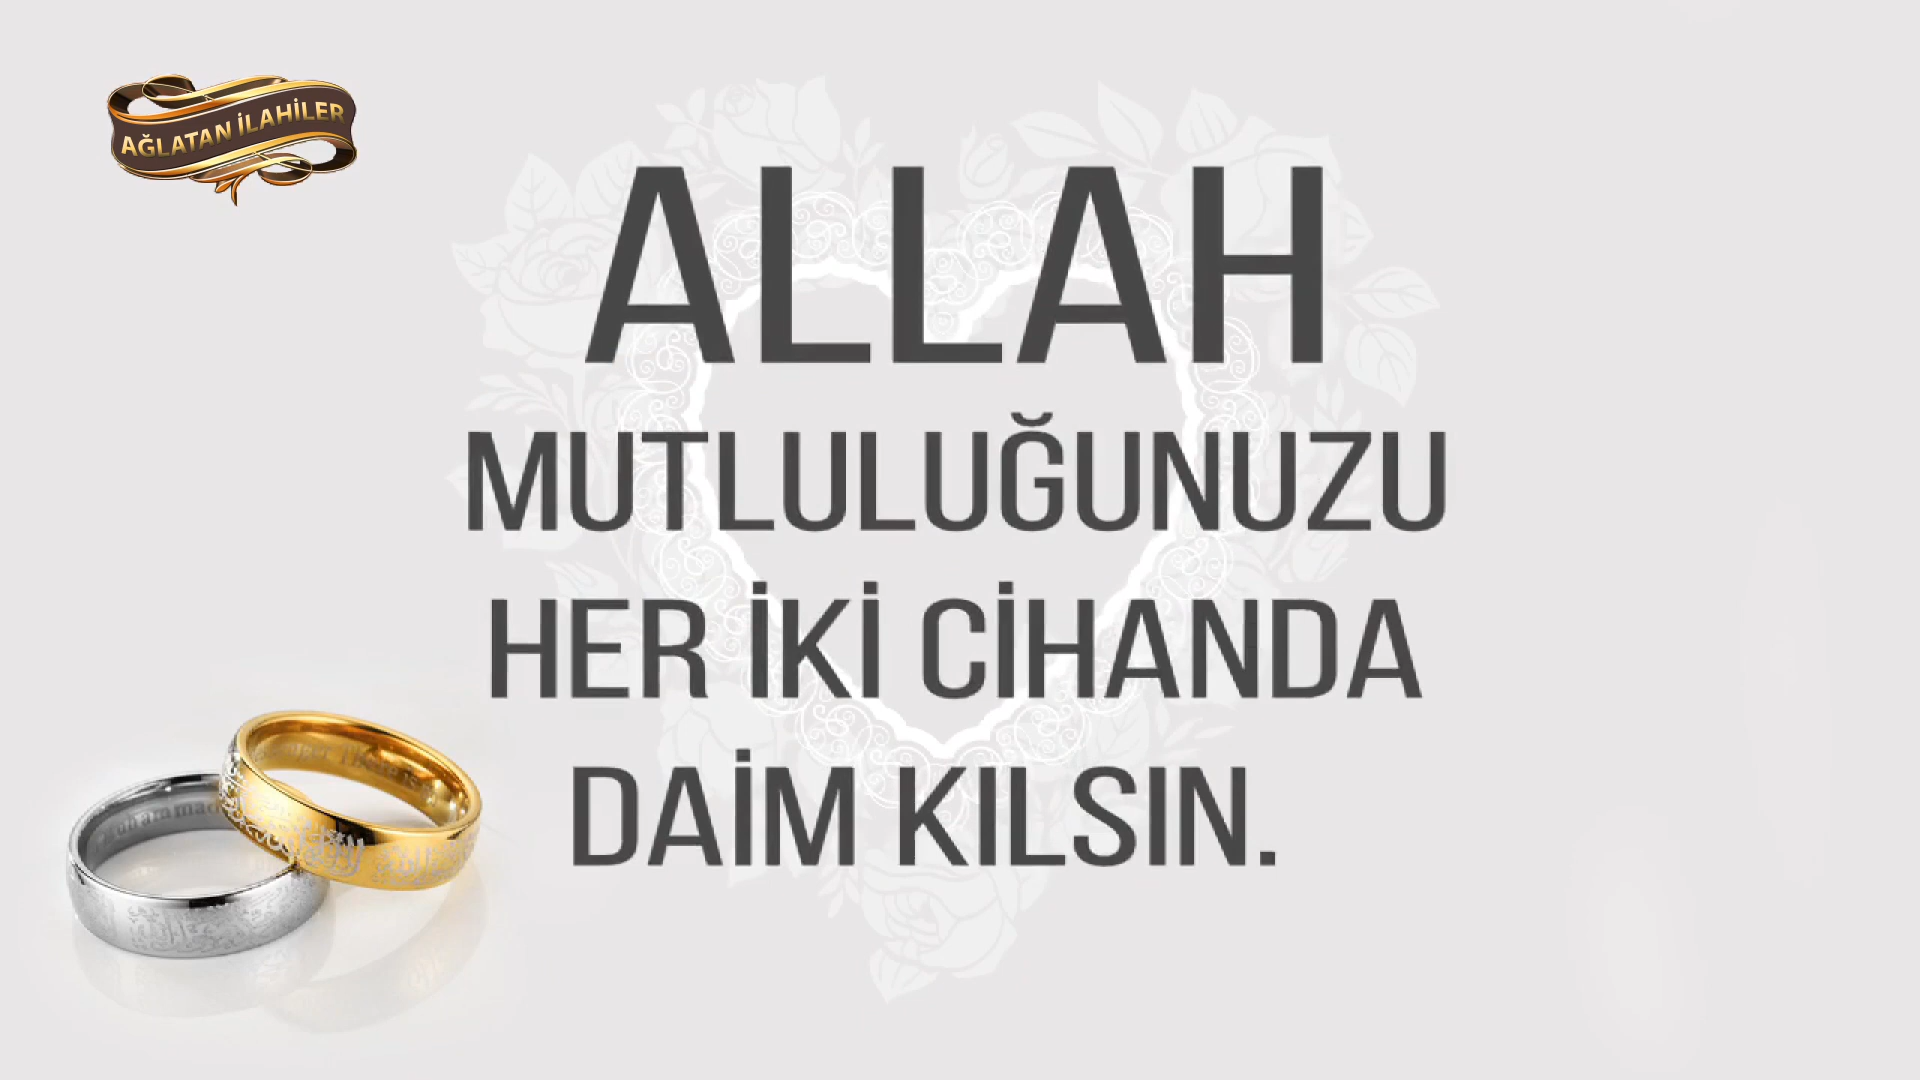 AĞLATAN İLAHİLER
ALLAH
MUTLULUĞUNUZU
HER İKİ CİHANDA
DAİM KILSIN.